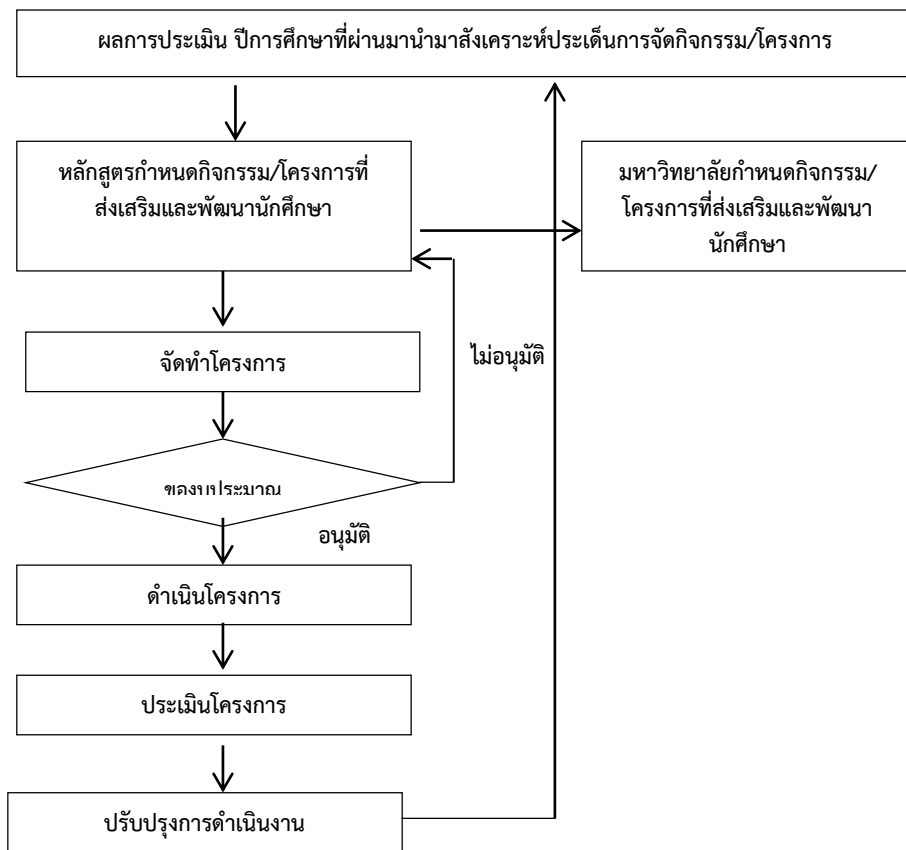 ผลการประเมิน ปีการศึกษาที่ผ่านมานำมาสังเคราะห์ประเด็นการจัดกิจกรรม/โครงการ
หลักสูตรกำหนดกิจกรรม/โครงการที่
ส่งเสริมและพัฒนานักศึกษา
มหาวิทยาลัยกำหนดกิจกรรม/
โครงการที่ส่งเสริมและพัฒนา
นักศึกษา
จัดทำโครงการ
ไม่อนุมัติ
ของบประมาณ
อนุมัติ
ดำเนินโครงการ
ประเมินโครงการ
ปรับปรุงการดำเนินงาน